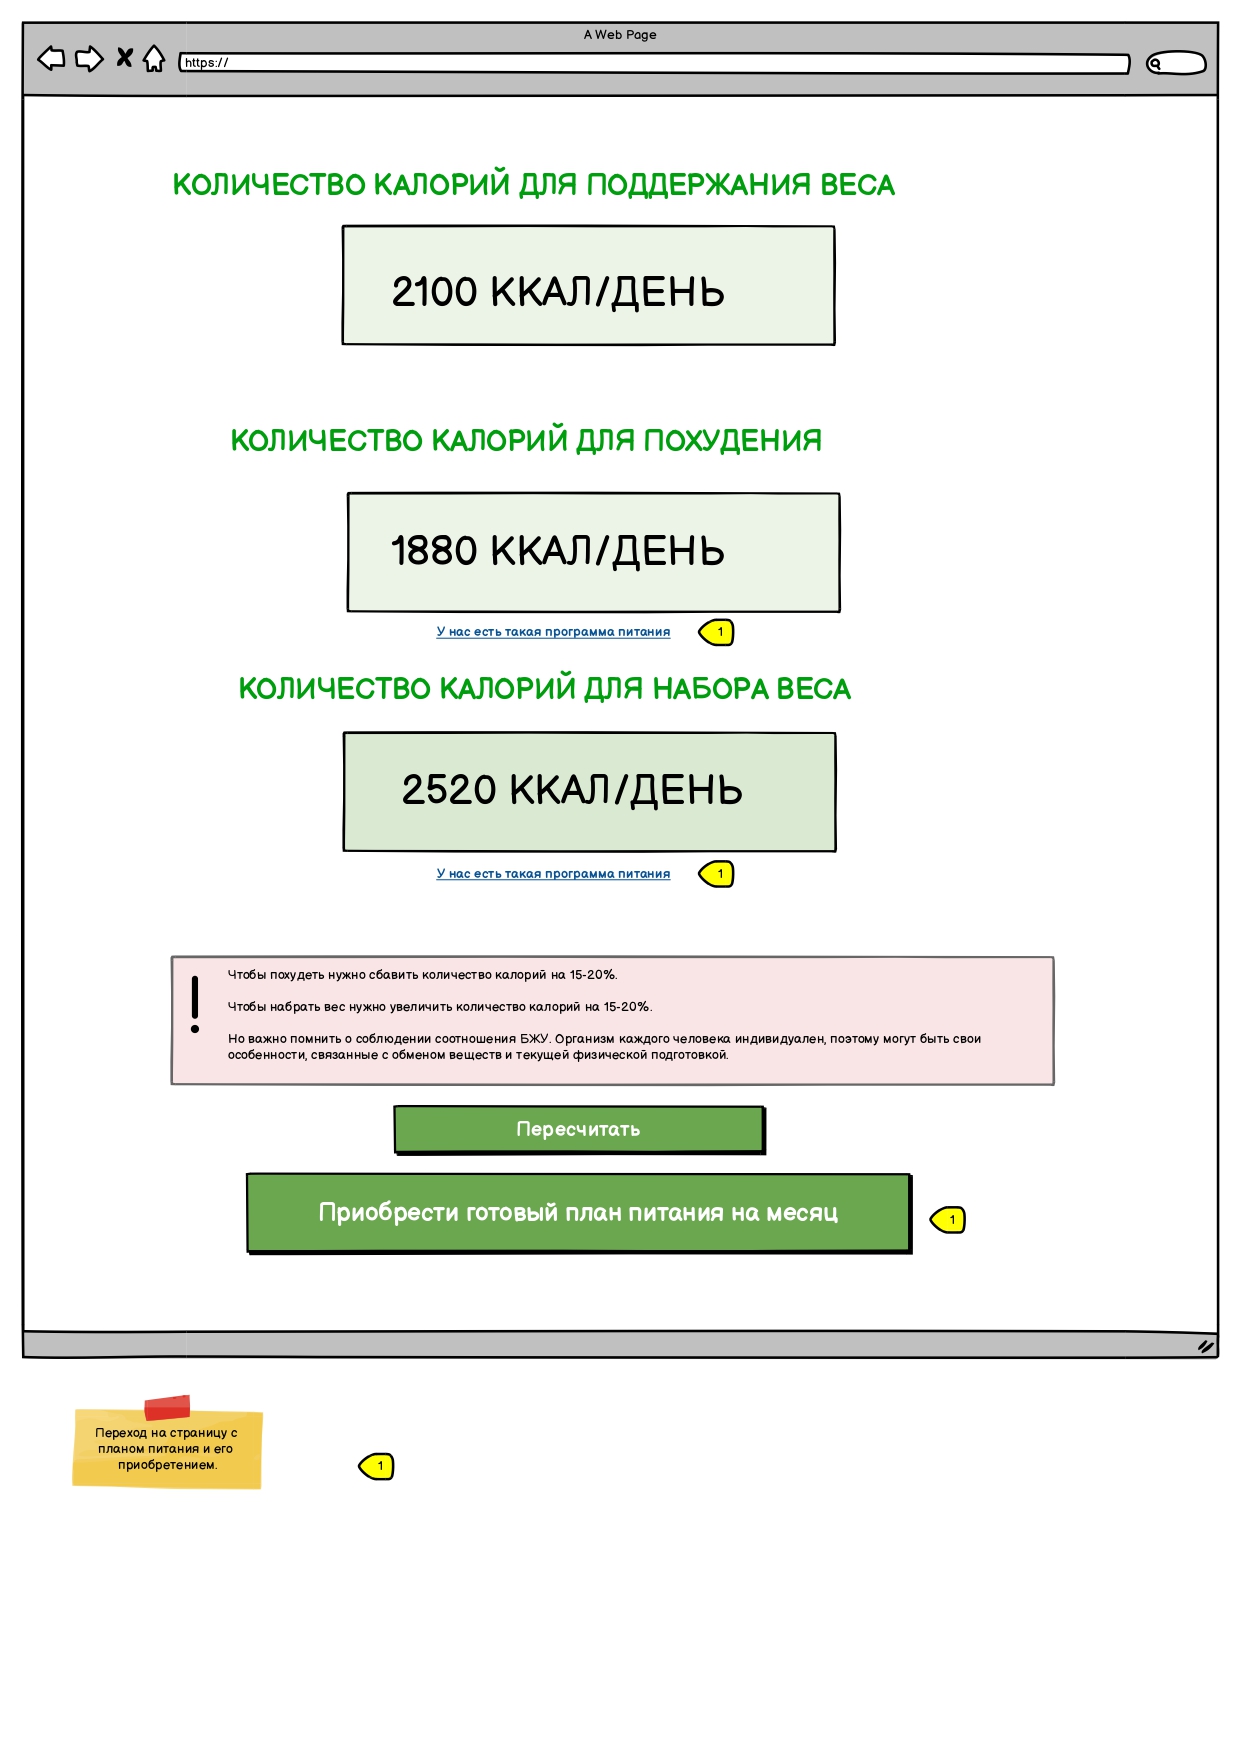 A Web Page
https://
КОЛИЧЕСТВО КАЛОРИЙ ДЛЯ ПОДДЕРЖАНИЯ ВЕСА
2100 ККАЛ/ДЕНЬ
КОЛИЧЕСТВО КАЛОРИЙ ДЛЯ ПОХУДЕНИЯ
1880 ККАЛ/ДЕНЬ
У нас есть такая программа питания 1
КОЛИЧЕСТВО КАЛОРИЙ ДЛЯ НАБОРА ВЕСА
2520 ККАЛ/ДЕНЬ
У нас есть такая программа питания 1
Чтобы похудеть нужно сбавить количество калорий на 15-20%.
Чтобы набрать вес нужно увеличить количество калорий на 15-20%.
Но важно помнить о соблюдении соотношения БЖУ. Организм каждого человека индивидуален, поэтому могут быть свои
особенности, связанные с обменом веществ и текущей физической подготовкой.
Пересчитать
Приобрести готовый план питания на месяц 1
Переход на страницу с
планом питания и его
приобретением.
1